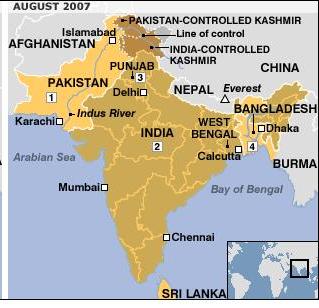 AUGUST 2007
PAKISTAN-CONTROLLED KASHMIR
Islamabad
Line of control
AFGHANISTAN
INDIA-CONTROLLED
KASHMIR
PUNJAB
CHINA
PAKISTAN
3
1
Delhi
NEPAL
Everest
BANGLADESH
Indus River
Karachi
WEST
BENGAL
Dhaka
INDIA
2
4
Calcutta
Arabian Sea
BURMA
Mumbai
Bay of Bengal
Chennai
SRI LANKA